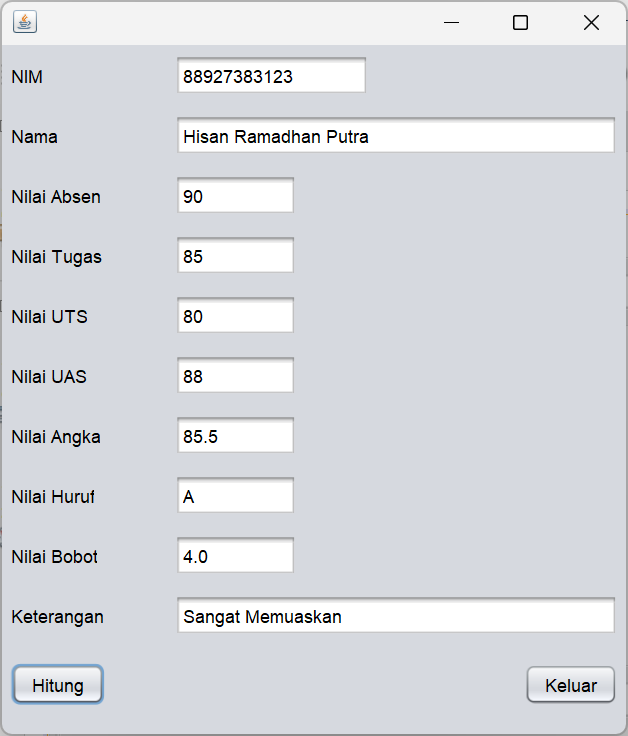 NIM 88927383123
Nama Hisan Ramadhan Putra
Nilai Absen 90
Nilai Tugas 85
Nilai UTS 80
Nilai UAS 88
Nilai Angka 85.5
Nilai Huruf A
Nilai Bobot 4.0
Keterangan Sangat Memuaskan
Hitung Keluar